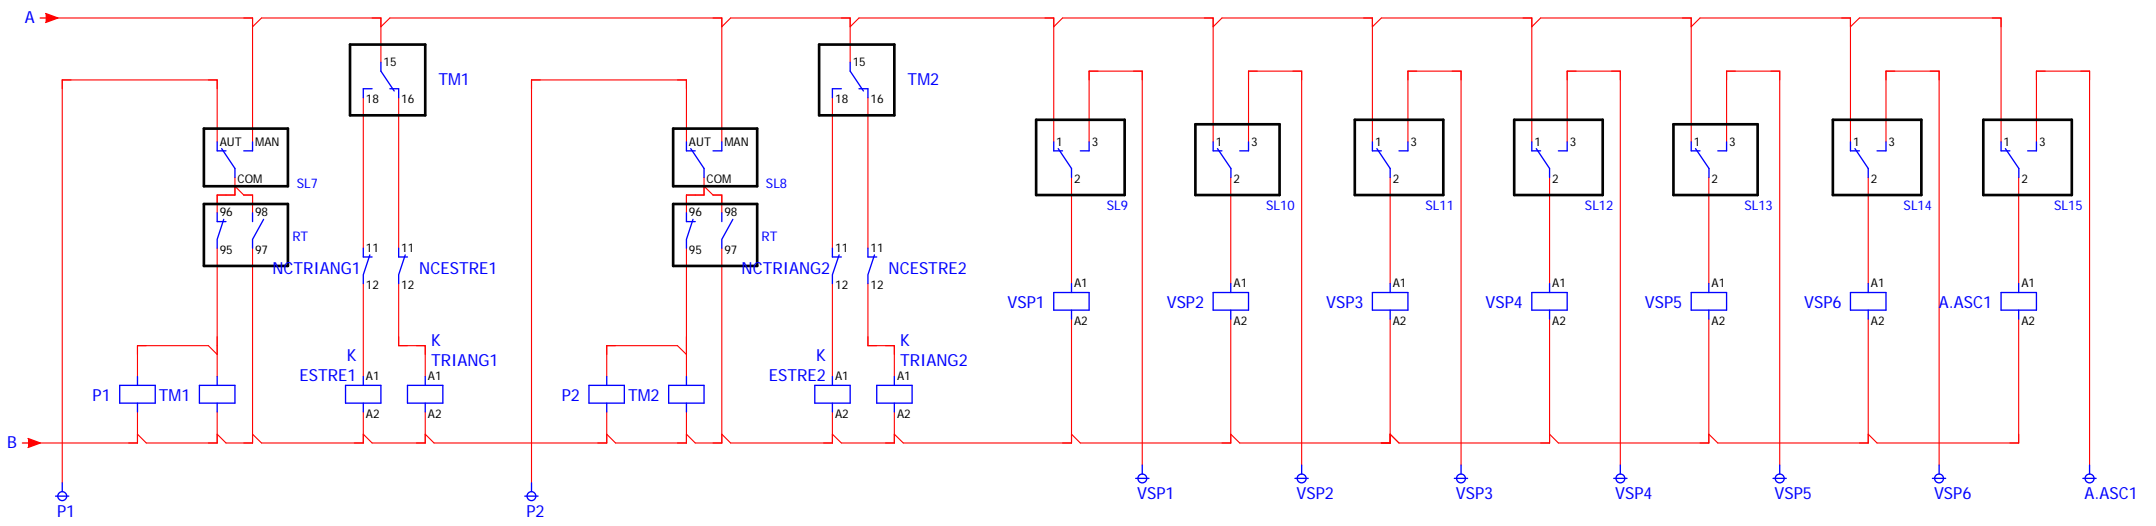 A
15
TM1
18
16
AUT
MAN
COM
SL7
96
98
RT
95
97
11
11
NCTRIANG1
NCESTRE1
12
12
K
ESTRE1
K
TRIANG1
P1
TM1
A1
A1
A2
A2
15
TM2
18
16
AUT
MAN
COM
SL8
96
98
RT
95
97
11
11
NCTRIANG2
NCESTRE2
12
12
K
ESTRE2
K
TRIANG2
P2
TM2
A1
A1
A2
A2
1
3
2
SL9
A1
VSP1
A2
1
3
2
SL10
A1
VSP2
A2
1
3
2
SL11
A1
VSP3
A2
1
3
2
SL12
A1
VSP4
A2
1
3
2
SL13
A1
VSP5
A2
1
3
2
SL14
A1
VSP6
A2
1
3
2
SL15
A1
A.ASC1
A2
B
P1
P2
VSP1
VSP2
VSP3
VSP4
VSP5
VSP6
A.ASC1